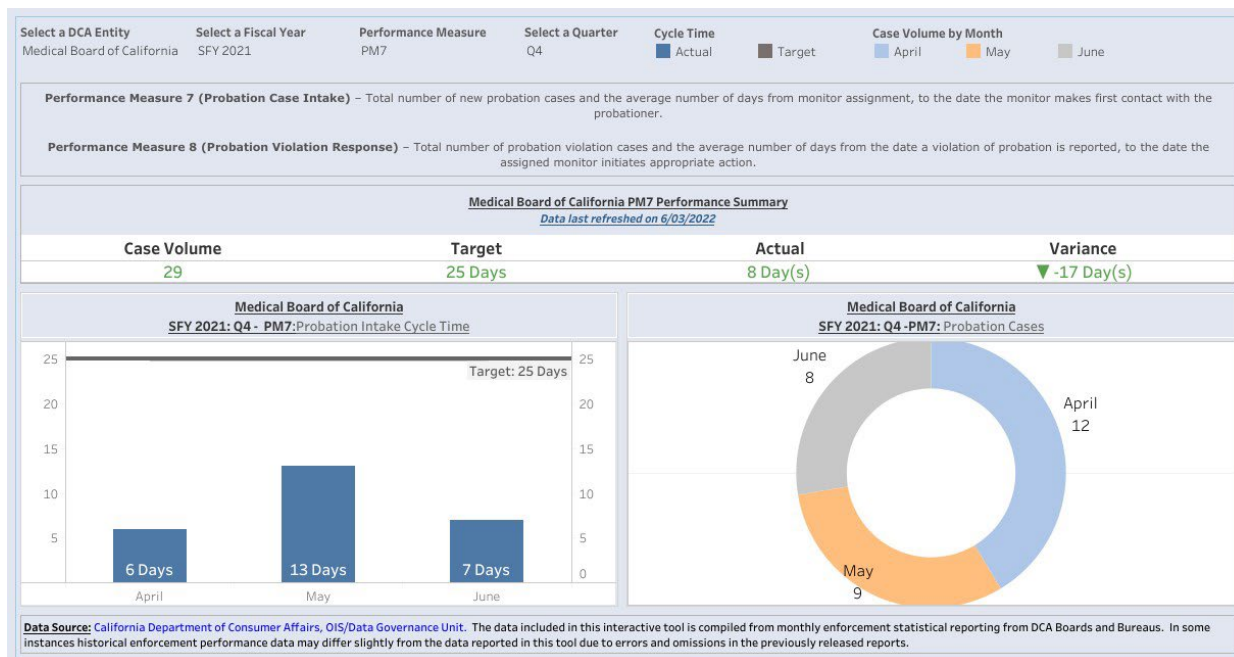 Select a DCA Entity Select a Fiscal Year Performance Measure Select a Quarter Cycle Time Case Volume by Month
Medical Board of California SFY 2021 PM7 Q4 Actual Target April May June
Performance Measure 7 (Probation Case Intake) – Total number of new probation cases and the average number of days from monitor assignment, to the date the monitor makes first contact with the
probationer.
Performance Measure 8 (Probation Violation Response) – Total number of probation violation cases and the average number of days from the date a violation of probation is reported, to the date the
assigned monitor initiates appropriate action.
Medical Board of California PM7 Performance Summary
Data last refreshed on 6/03/2022
Case Volume Target Actual Variance
29 25 Days 8 Day(s) ▼ -17 Day(s)
Medical Board of California
SFY 2021: Q4 - PM7:Probation Intake Cycle Time
25 25
Target: 25 Days
20 20
15 15
10 10
5 5
0
6 Days 13 Days 7 Days
April May June
Medical Board of California
SFY 2021: Q4 -PM7: Probation Cases
June
8
April
12
May
9
Data Source: California Department of Consumer Affairs, OIS/Data Governance Unit. The data included in this interactive tool is compiled from monthly enforcement statistical reporting from DCA Boards and Bureaus. In some
instances historical enforcement performance data may differ slightly from the data reported in this tool due to errors and omissions in the previously released reports.